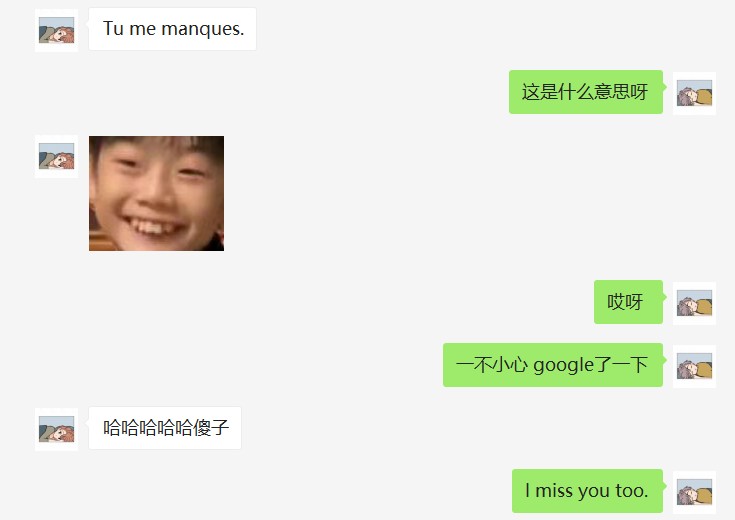 Tu me manques.
这是什么意思呀
哎呀
一不小心 google了一下
哈哈哈哈哈傻子
I miss you too.